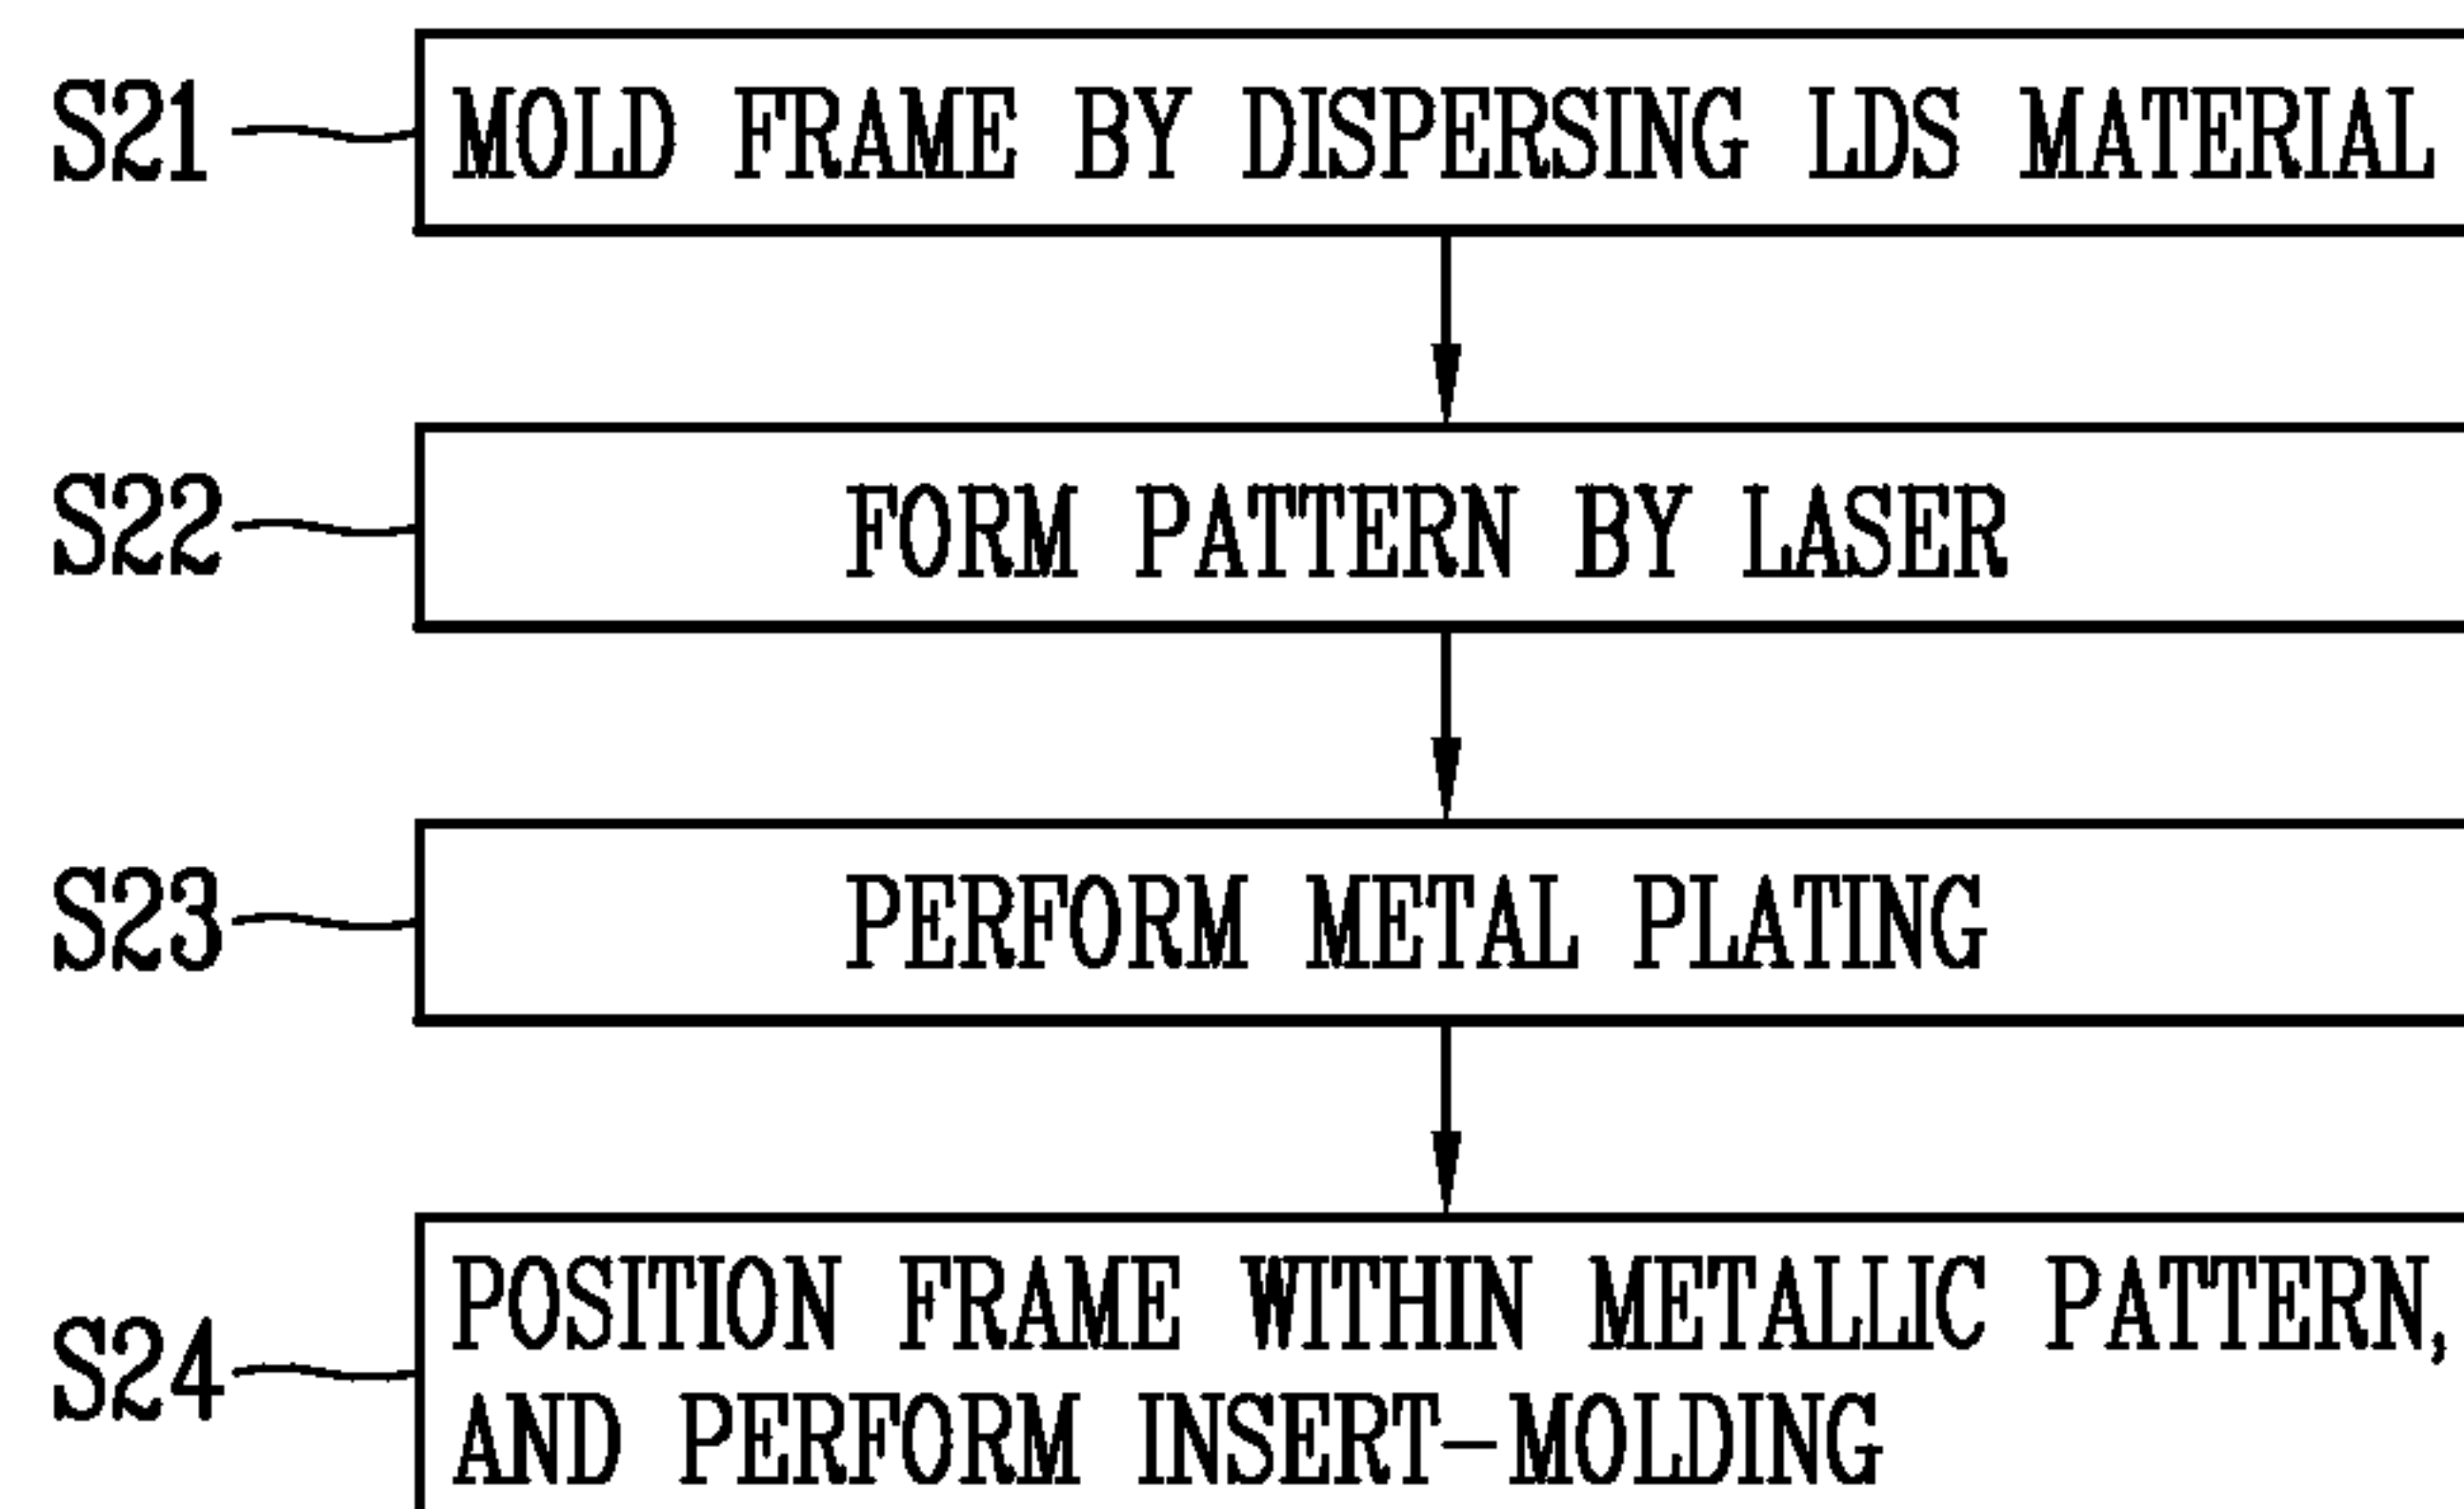 S21 MOLD FRAME BY DISPERSING LDS MATERIAL
S22 FORM PATTERN BY LASER
S23 PERFORM METAL PLATING
S24 POSITION FRAME WITHIN METALLIC PATTERN,
AND PERFORM INSERT-MOLDING